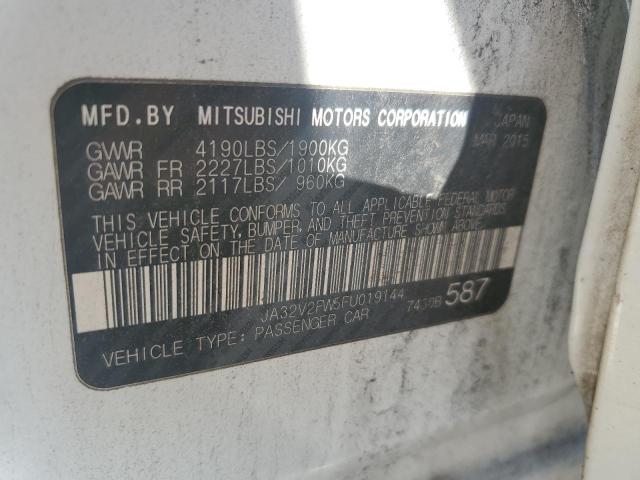 MFD.BY MITSUBISHI MOTORS CORPORATION JAPAN
MAR 2015
GVWR 4190LBS/1900KG
GAWR FR 2227LBS/1010KG
GAWR RR 2117LBS/ 960KG
THIS VEHICLE CONFORMS TO ALL APPLICABLE FEDERAL MOTOR
VEHICLE SAFETY, BUMPER, AND THEFT PREVENTION STANDARDS
IN EFFECT ON THE DATE OF MANUFACTURE SHOWN ABOVE.
JA32V2FW5FU019144 7430B 587
VEHICLE TYPE: PASSENGER CAR